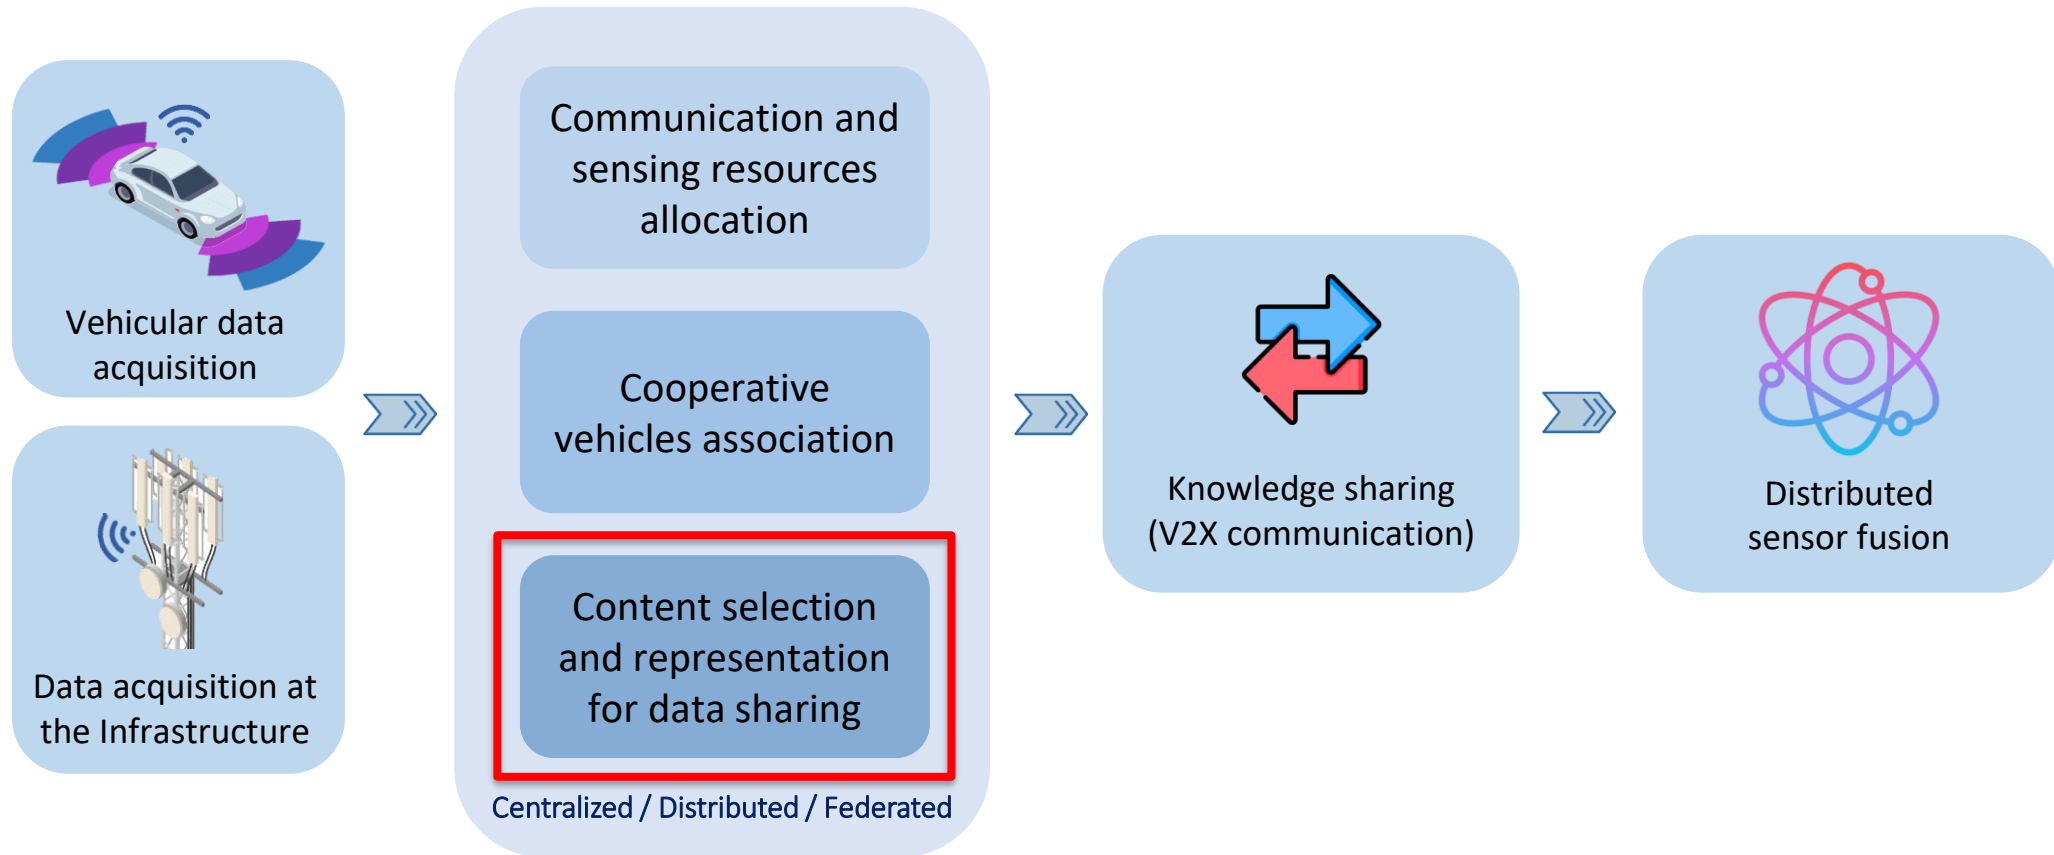 Vehicular data
acquisition
Data acquisition at
the Infrastructure
Communication and
sensing resources
allocation
Cooperative
vehicles association
Content selection
and representation
for data sharing
Centralized / Distributed / Federated
Knowledge sharing
(V2X communication)
Distributed
sensor fusion